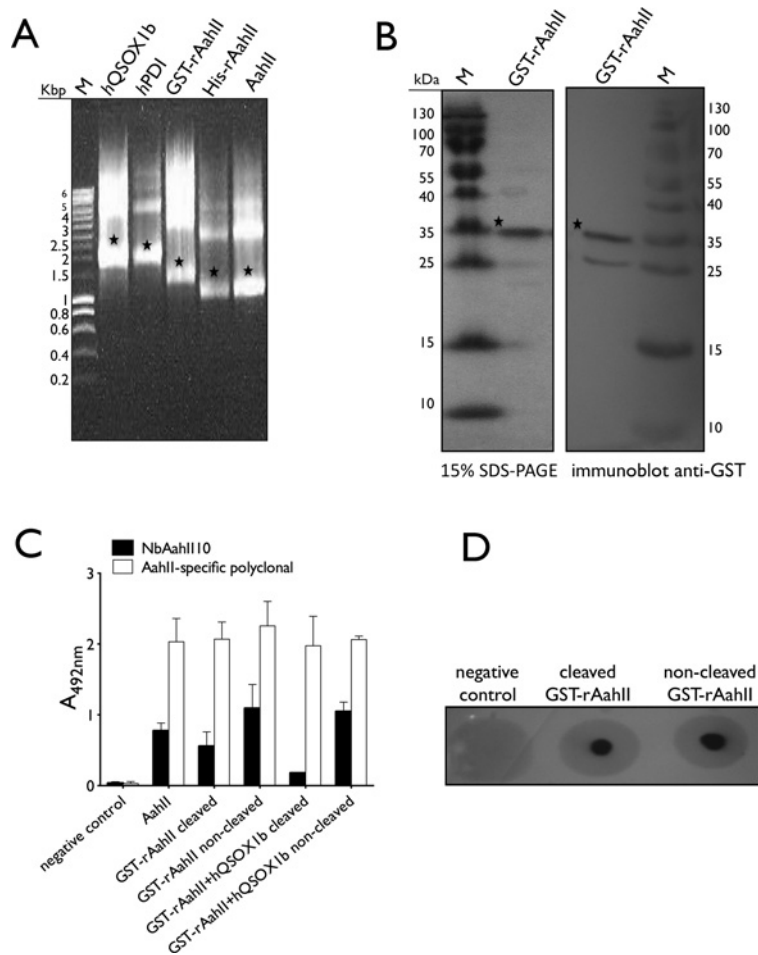 A
Kbp
M
hQSOX1b
hPDI
GST-rAahII
His-rAahII
AahII
6
5
4
3
2.5
2
1.5
1
0.8
0.6
0.4
0.2
B
kDa
M
GST-rAahII
GST-rAahII
M
130
100
70
55
40
35
25
15
10
130
100
70
55
40
35
25
15
10
15% SDS-PAGE
immunoblot anti-GST
C
NbAahII10
AahII-specific polyclonal
A492nm
3
2
1
0
negative control
AahII
GST-rAahII cleaved
GST-rAahII non-cleaved
GST-rAahII+hQSOX1b cleaved
GST-rAahII+hQSOX1b non-cleaved
D
negative
control
cleaved
GST-rAahII
non-cleaved
GST-rAahII